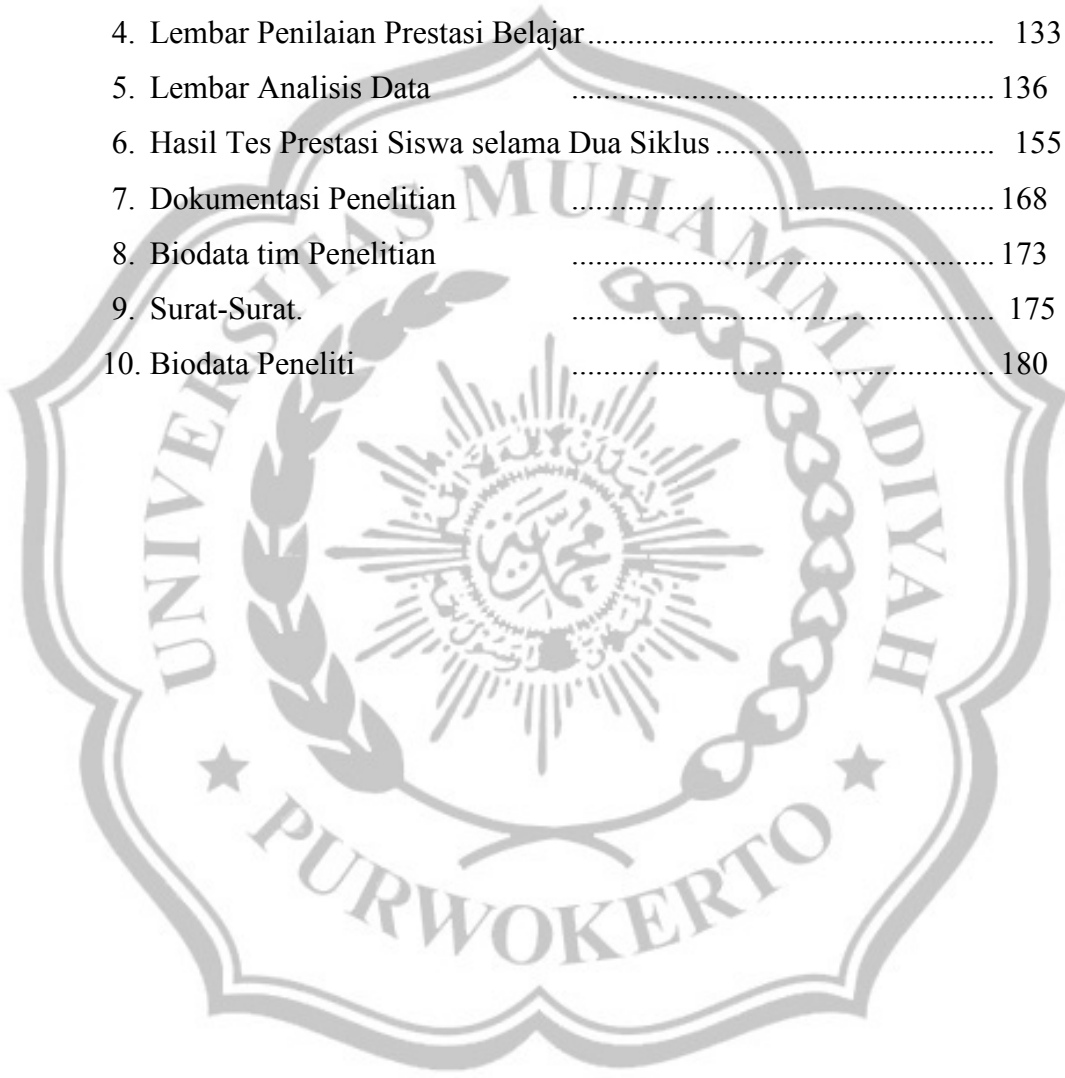 4. Lembar Penilaian Prestasi Belajar.................................................. 133
5. Lembar Analisis Data .................................................... 136
6. Hasil Tes Prestasi Siswa selama Dua Siklus .................................. 155
7. Dokumentasi Penelitian .................................................... 168
8. Biodata tim Penelitian .................................................... 173
9. Surat-Surat. .................................................... 175
10. Biodata Peneliti .................................................... 180
UNIVERSITAS MUHAMMADIYAH
PURWOKERTO